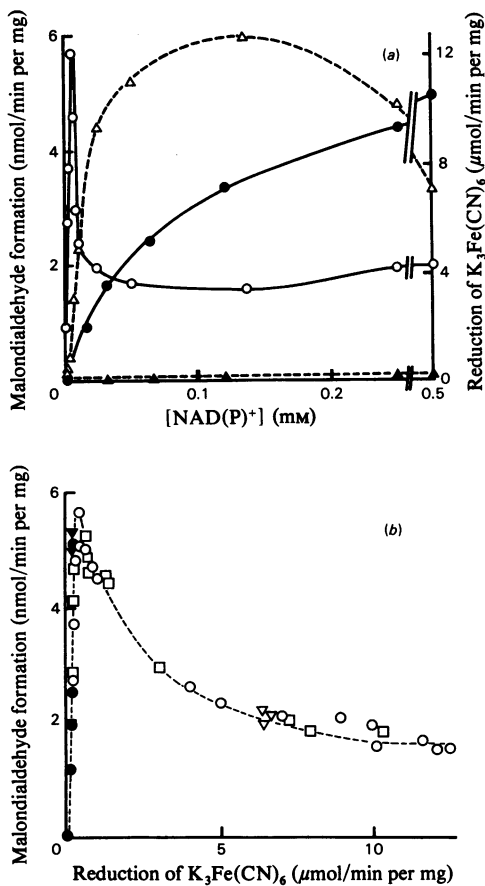 Malondialdehyde formation (nmol/min per mg)
6
4
2
0
(a)
12
8
4
0
Reduction of K₃Fe(CN)₆ (μmol/min per mg)
0.1
0.2
0.5
[NAD(P)⁺] (mM)
Malondialdehyde formation (nmol/min per mg)
6
4
2
0
(b)
5
10
Reduction of K₃Fe(CN)₆ (μmol/min per mg)